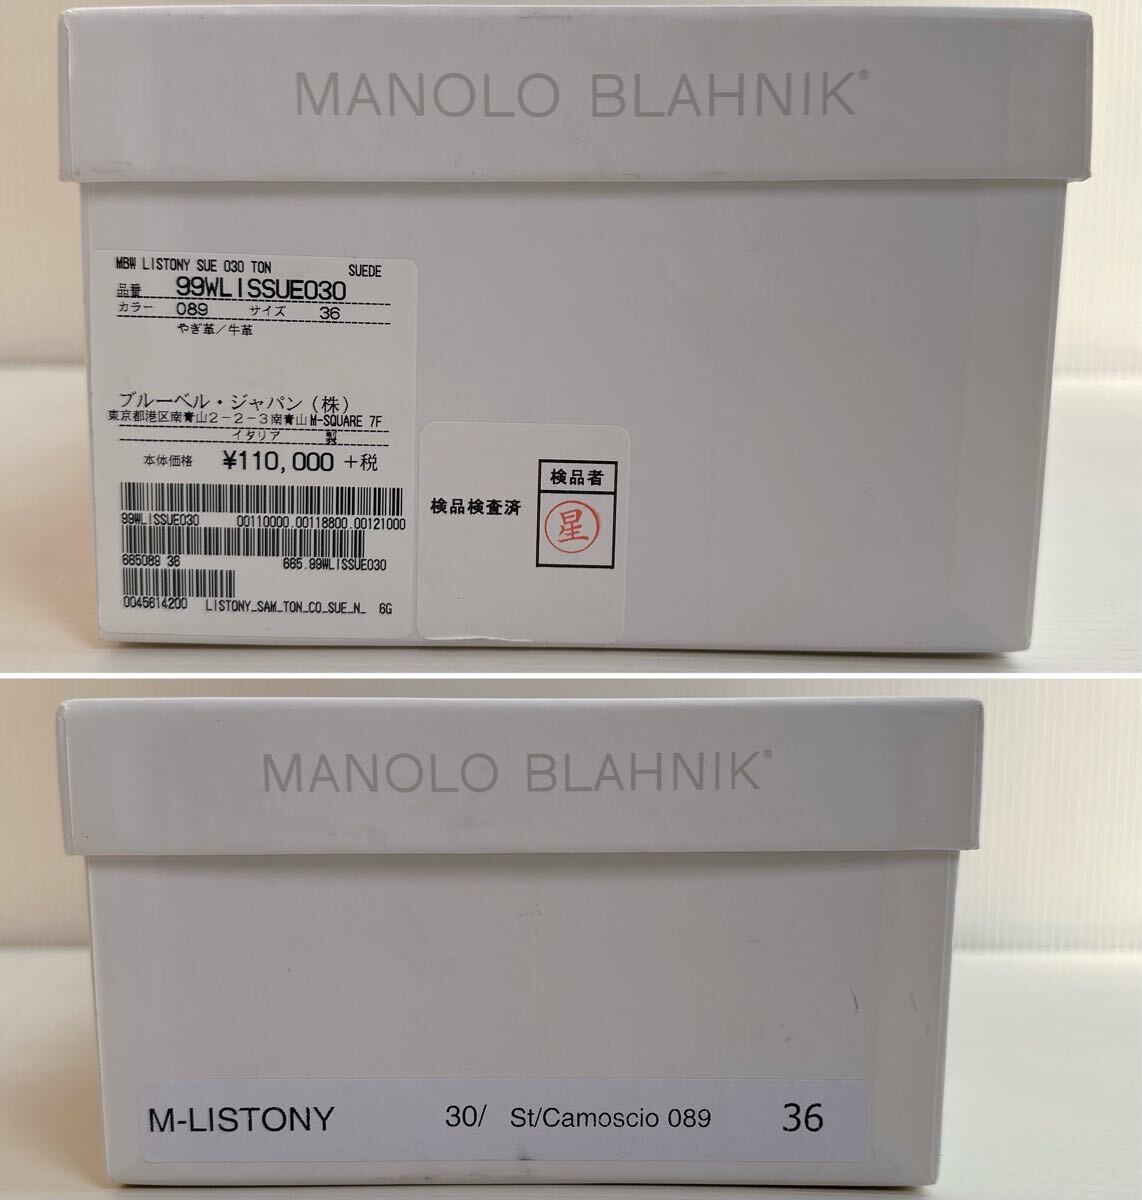 MANOLO BLAHNIK®
MBW LISTONY SUE 030 TON SUEDE
品番 99WLISSUE030
カラー 089 サイズ 36
やぎ革／牛革
ブルーベル・ジャパン（株）
東京都港区南青山２－２－３南青山M-SQUARE 7F
イタリア 製
本体価格 ¥110,000 +税
99WLISSUE030 00110000.00118800.00121000
665089 36 665.99WLISSUE030
0045614200 LISTONY_SAM_TON_CO_SUE_N_ 6G
検品検査済
検品者
星
MANOLO BLAHNIK®
M-LISTONY 30/ St/Camoscio 089 36